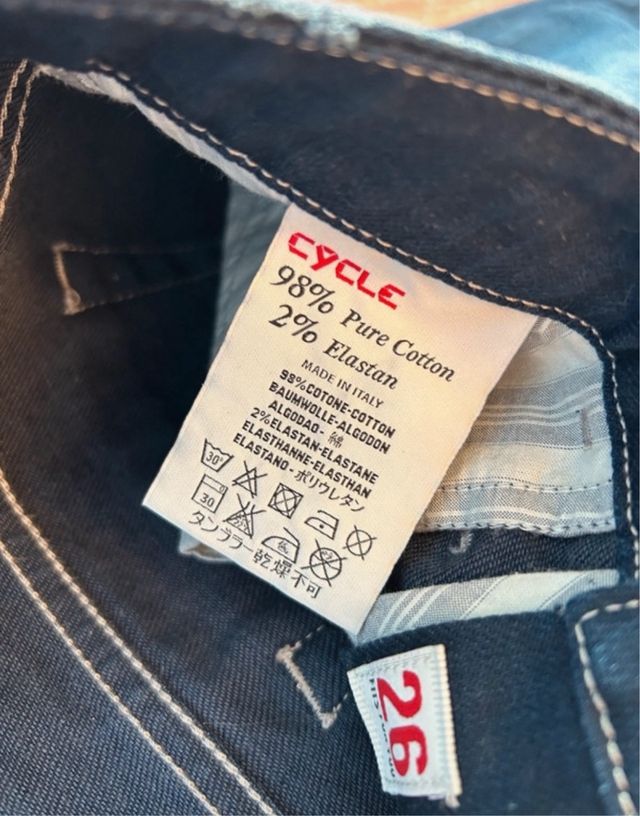 CYCLE
98% Pure Cotton
2% Elastan
MADE IN ITALY
98%COTONE-COTTON
BAUMWOLLE-ALGODON
ALGODAO- 綿
2%ELASTAN-ELASTANE
ELASTHANNE-ELASTHAN
ELASTANO - ポリウレタン
30°
30
タンブラー乾燥不可
26